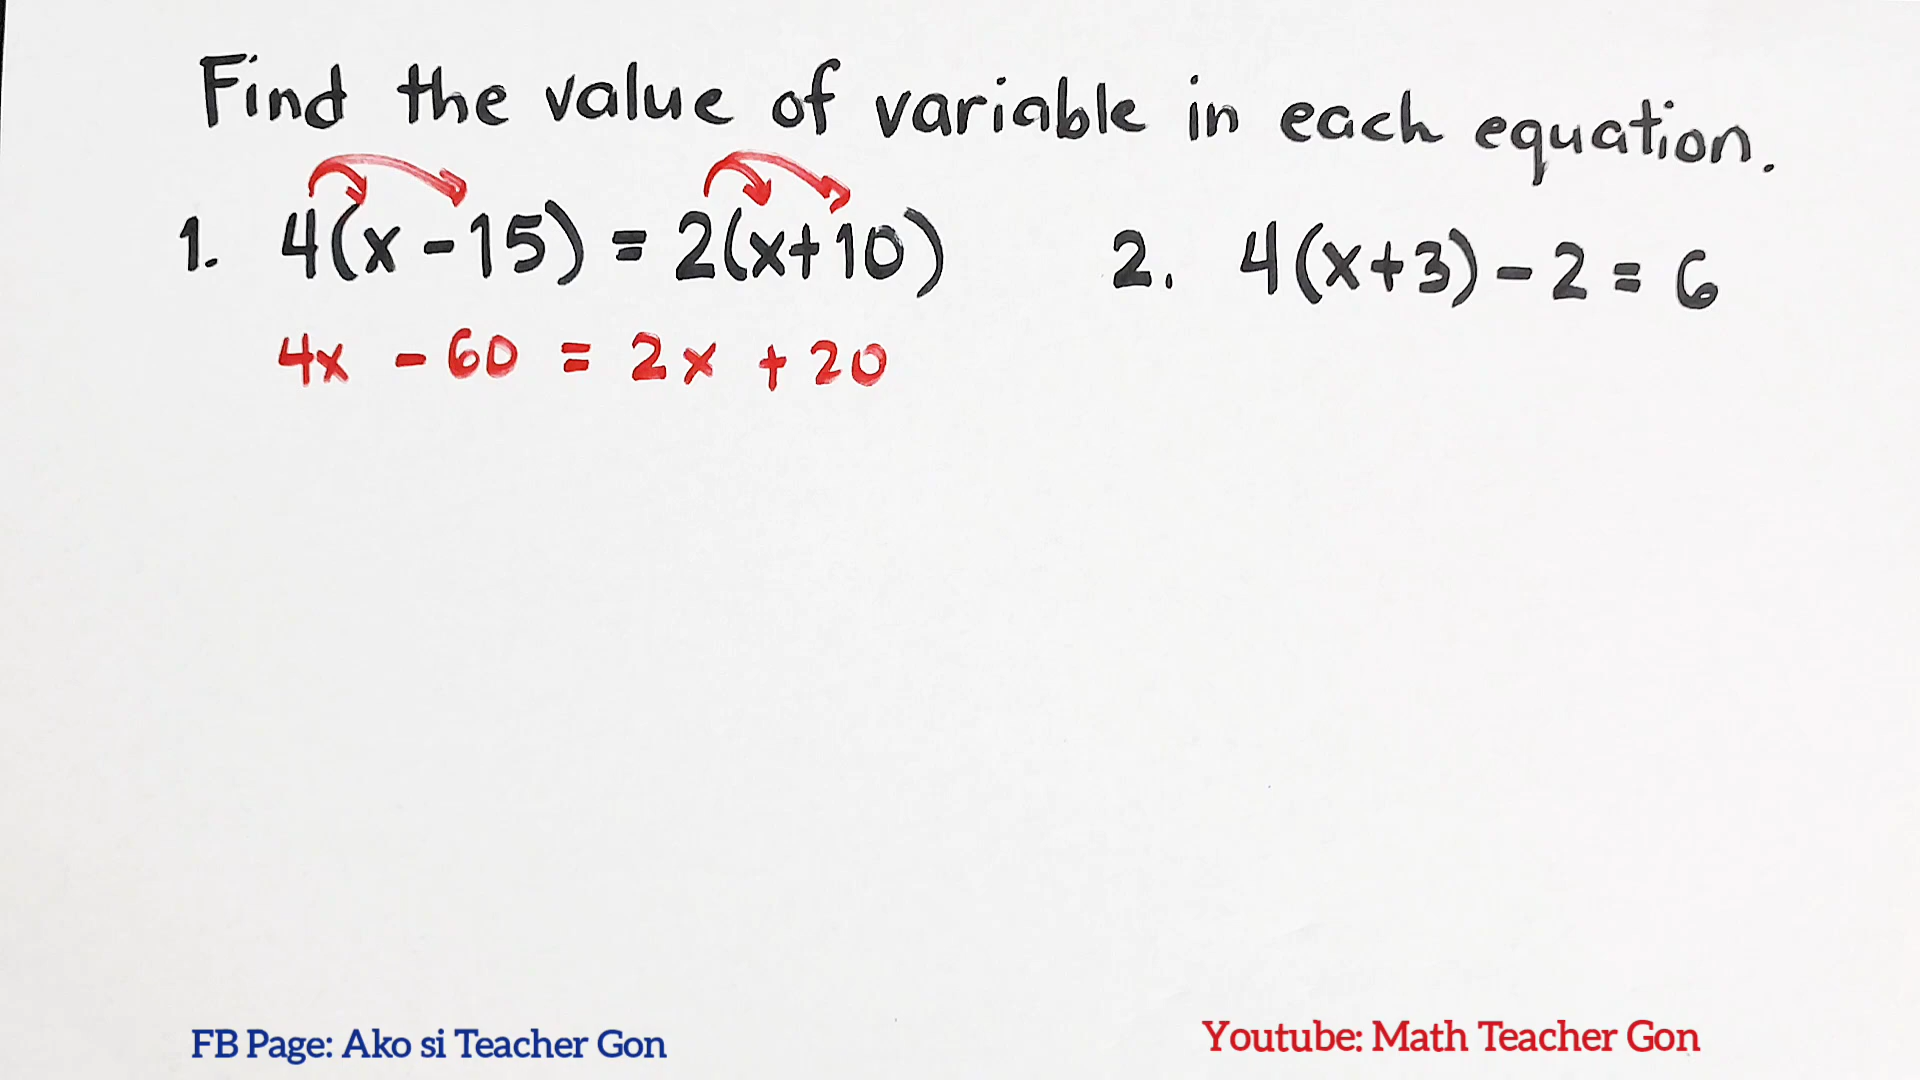 Find the value of variable in each equation.
1. 4(x - 15) = 2(x + 10)
4x - 60 = 2x + 20
2. 4(x + 3) - 2 = 6
FB Page: Ako si Teacher Gon
Youtube: Math Teacher Gon